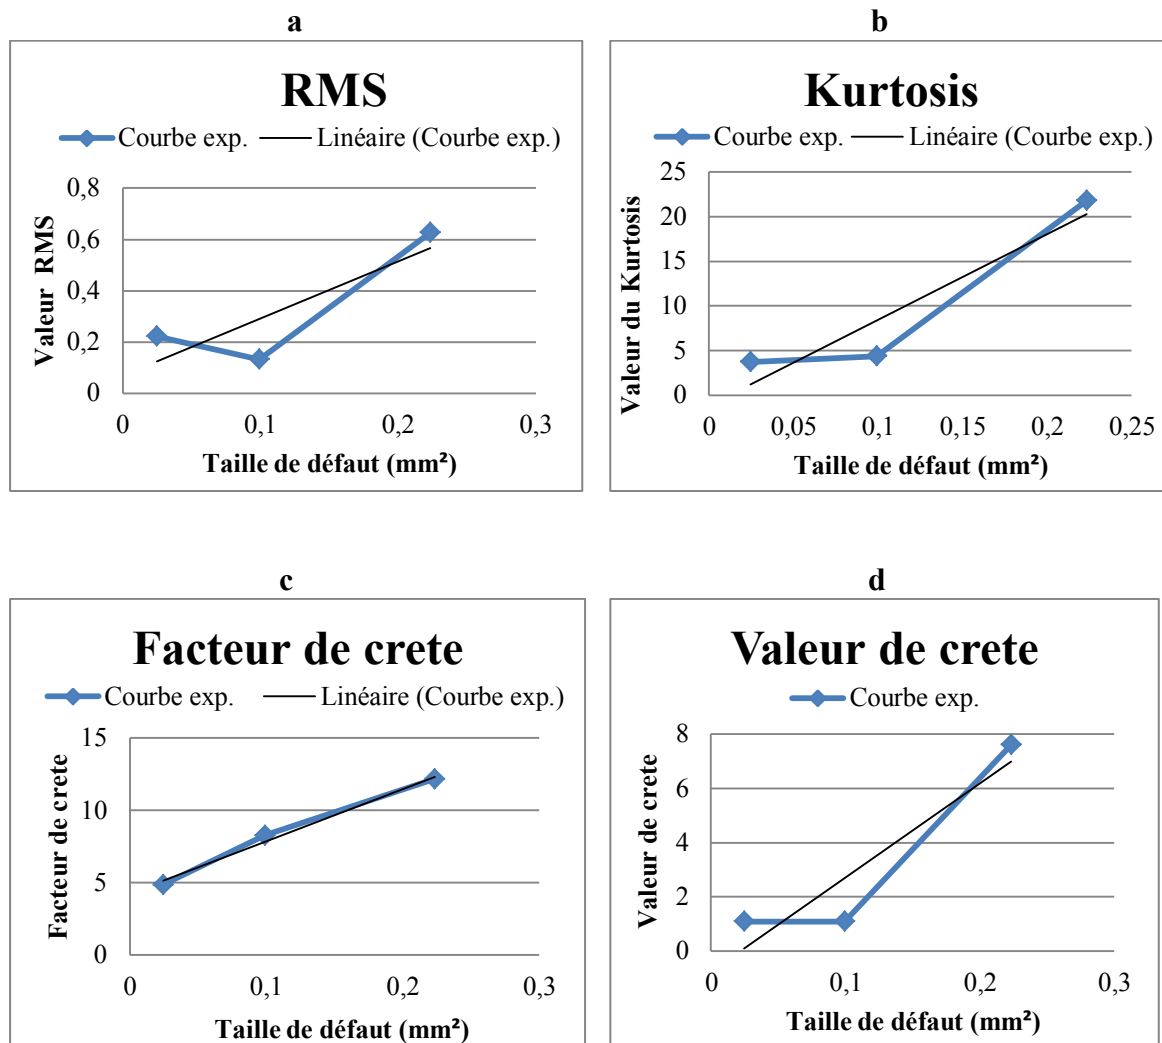 a
RMS
Courbe exp. Linéaire (Courbe exp.)
0,8
0,6
0,4
0,2
0
0 0,1 0,2 0,3
Valeur RMS
Taille de défaut (mm²)
b
Kurtosis
Courbe exp. Linéaire (Courbe exp.)
25
20
15
10
5
0
0 0,05 0,1 0,15 0,2 0,25
Valeur du Kurtosis
Taille de défaut (mm²)
c
Facteur de crete
Courbe exp. Linéaire (Courbe exp.)
15
10
5
0
0 0,1 0,2 0,3
Facteur de crete
Taille de défaut (mm²)
d
Valeur de crete
Courbe exp.
8
6
4
2
0
0 0,1 0,2 0,3
Valeur de crete
Taille de défaut (mm²)